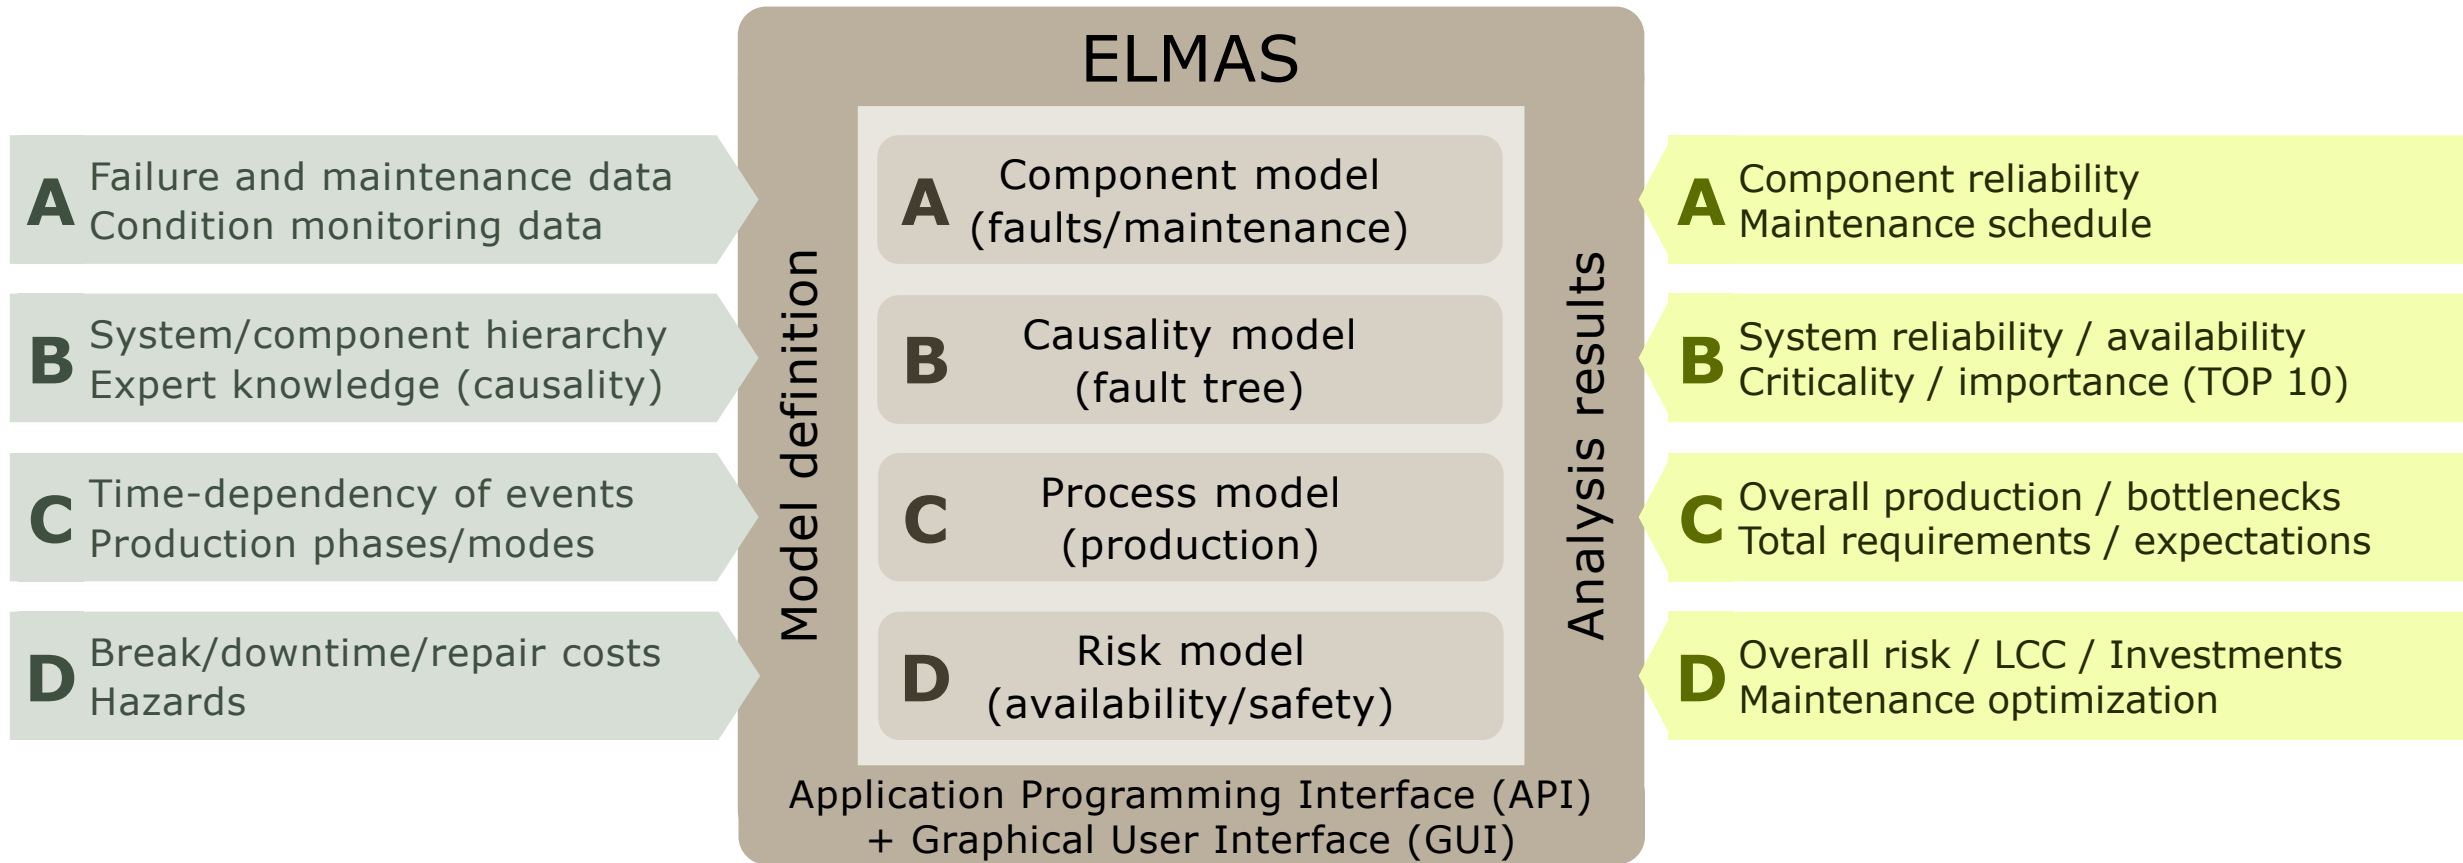 ELMAS
A
Failure and maintenance data
Condition monitoring data
B
System/component hierarchy
Expert knowledge (causality)
C
Time-dependency of events
Production phases/modes
D
Break/downtime/repair costs
Hazards
Model definition
A
Component model
(faults/maintenance)
B
Causality model
(fault tree)
C
Process model
(production)
D
Risk model
(availability/safety)
Analysis results
A
Component reliability
Maintenance schedule
B
System reliability / availability
Criticality / importance (TOP 10)
C
Overall production / bottlenecks
Total requirements / expectations
D
Overall risk / LCC / Investments
Maintenance optimization
Application Programming Interface (API)
+ Graphical User Interface (GUI)